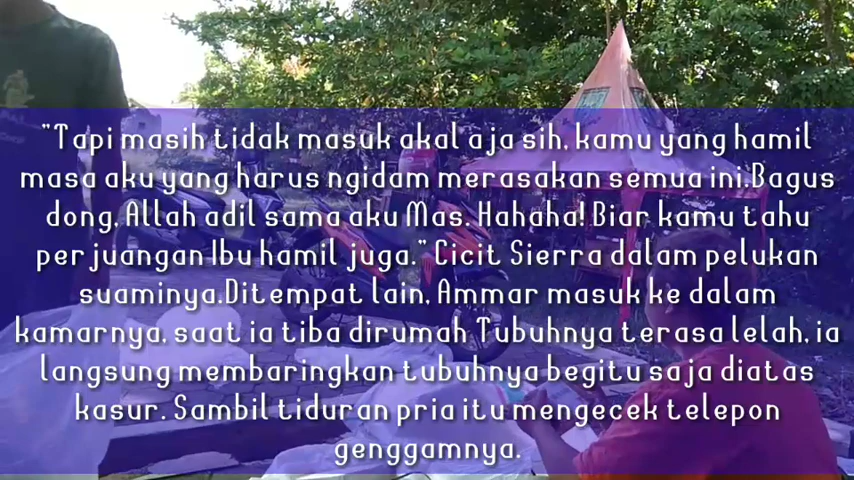 "Tapi masih tidak masuk akal aja sih, kamu yang hamil
masa aku yang harus ngidam merasakan semua ini.Bagus
dong, Allah adil sama aku Mas. Hahaha! Biar kamu tahu
perjuangan Ibu hamil juga." Cicit Sierra dalam pelukan
suaminya.Ditempat lain, Ammar masuk ke dalam
kamarnya, saat ia tiba dirumah Tubuhnya terasa lelah, ia
langsung membaringkan tubuhnya begitu saja diatas
kasur. Sambil tiduran pria itu mengecek telepon
genggamnya.